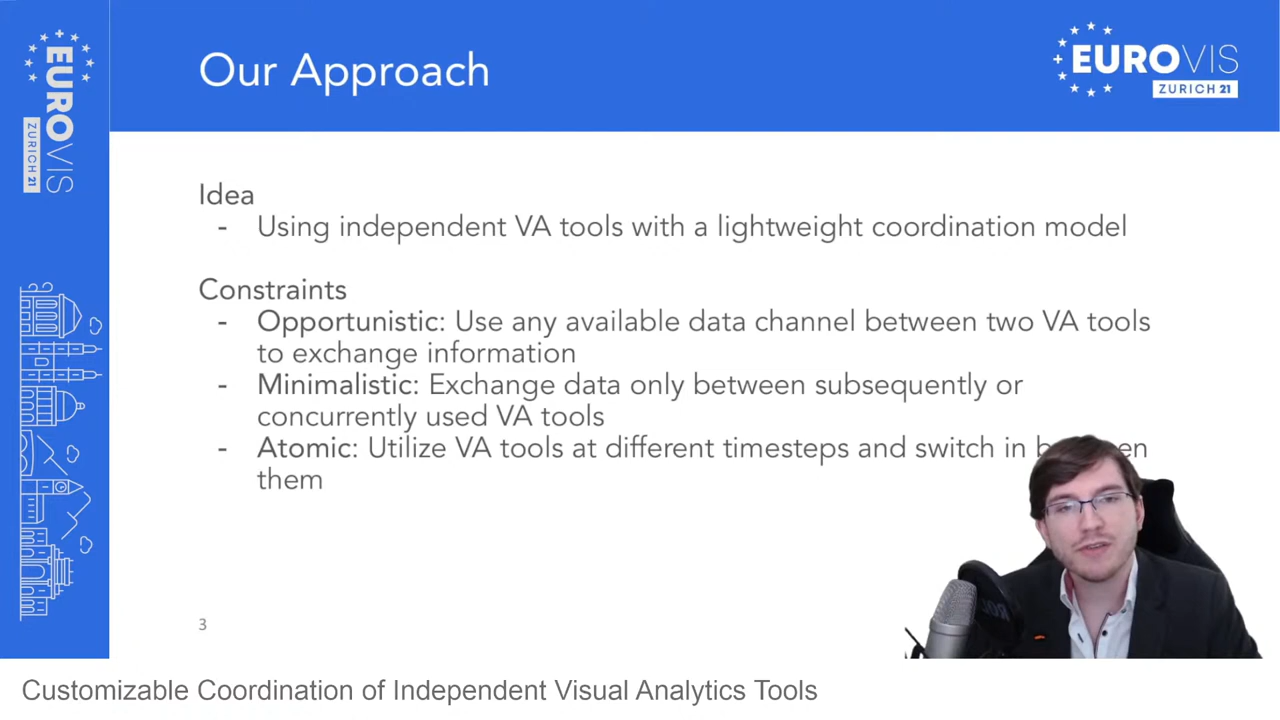 Our Approach
EUROVIS
ZURICH 21
EUROVIS
ZURICH 21
Idea
- Using independent VA tools with a lightweight coordination model
Constraints
- Opportunistic: Use any available data channel between two VA tools
to exchange information
- Minimalistic: Exchange data only between subsequently or
concurrently used VA tools
- Atomic: Utilize VA tools at different timesteps and switch in between
them
3
Customizable Coordination of Independent Visual Analytics Tools